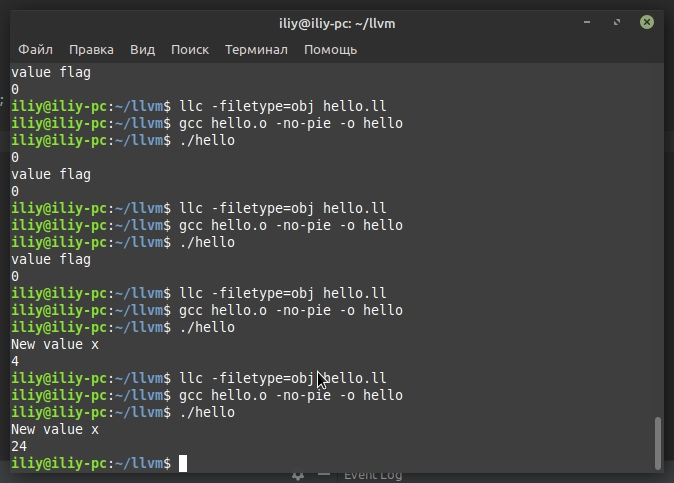 iliy@iliy-pc: ~/llvm
Файл Правка Вид Поиск Терминал Помощь
value flag
0
iliy@iliy-pc:~/llvm$ llc -filetype=obj hello.ll
iliy@iliy-pc:~/llvm$ gcc hello.o -no-pie -o hello
iliy@iliy-pc:~/llvm$ ./hello
0
value flag
0
iliy@iliy-pc:~/llvm$ llc -filetype=obj hello.ll
iliy@iliy-pc:~/llvm$ gcc hello.o -no-pie -o hello
iliy@iliy-pc:~/llvm$ ./hello
value flag
0
iliy@iliy-pc:~/llvm$ llc -filetype=obj hello.ll
iliy@iliy-pc:~/llvm$ gcc hello.o -no-pie -o hello
iliy@iliy-pc:~/llvm$ ./hello
New value x
4
iliy@iliy-pc:~/llvm$ llc -filetype=obj hello.ll
iliy@iliy-pc:~/llvm$ gcc hello.o -no-pie -o hello
iliy@iliy-pc:~/llvm$ ./hello
New value x
24
iliy@iliy-pc:~/llvm$
Event Log